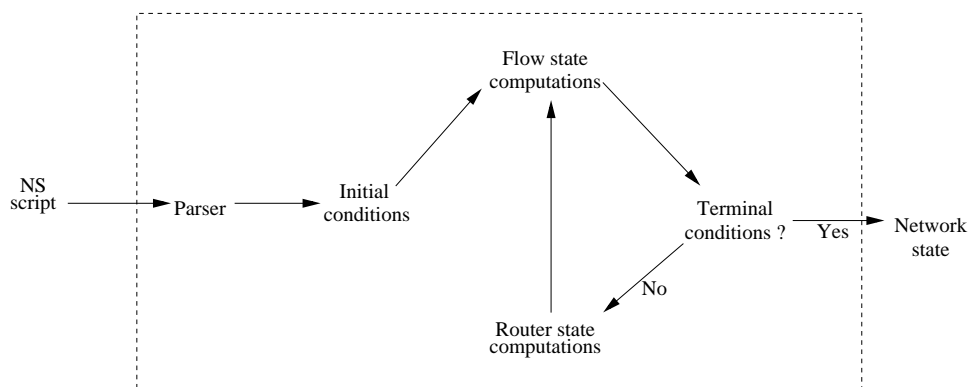 NS
script
Parser
Initial
conditions
Flow state
computations
Terminal
conditions ?
Yes
Network
state
No
Router state
computations